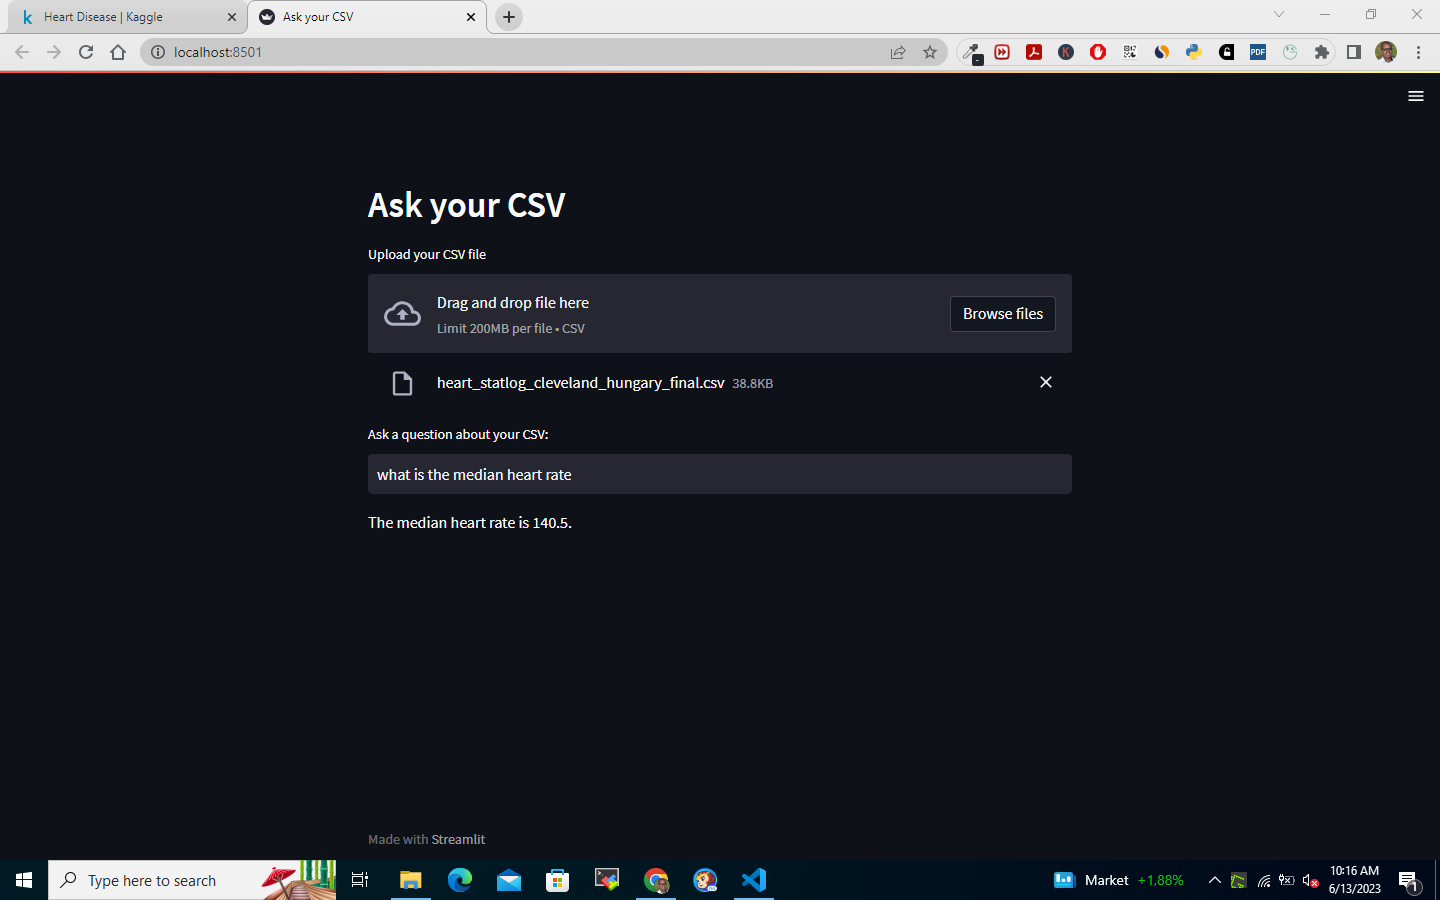 Heart Disease | Kaggle
Ask your CSV
localhost:8501
PDF
Ask your CSV
Upload your CSV file
Drag and drop file here
Limit 200MB per file • CSV
Browse files
heart_statlog_cleveland_hungary_final.csv 38.8KB
Ask a question about your CSV:
what is the median heart rate
The median heart rate is 140.5.
Made with Streamlit
Type here to search
Market +1.88%
10:16 AM
6/13/2023
1